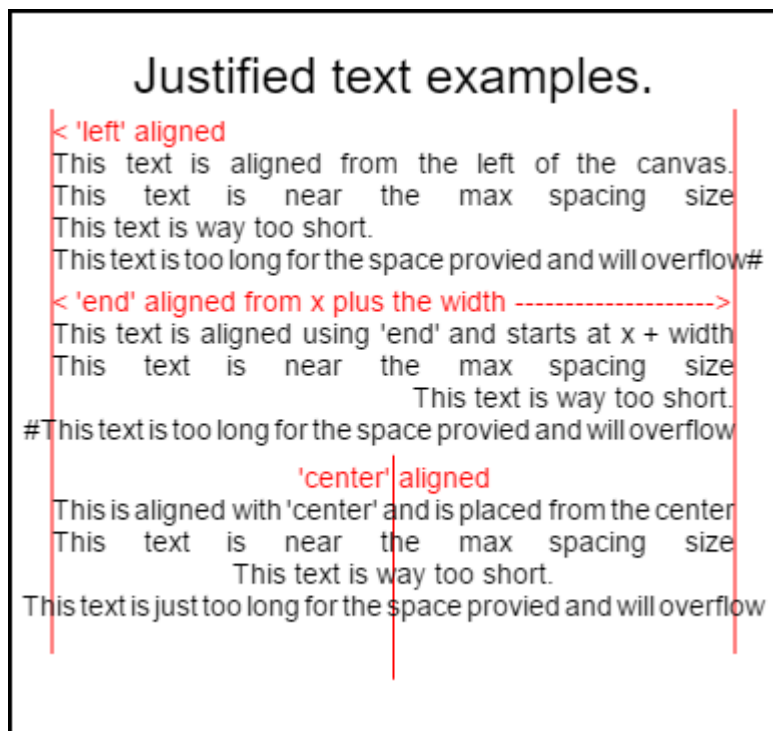 Justified text examples.
< 'left' aligned
This text is aligned from the left of the canvas.
This text is near the max spacing size
This text is way too short.
This text is too long for the space provied and will overflow#
< 'end' aligned from x plus the width -------------------->
This text is aligned using 'end' and starts at x + width
This text is near the max spacing size
This text is way too short.
#This text is too long for the space provied and will overflow
'center' aligned
This is aligned with 'center' and is placed from the center
This text is near the max spacing size
This text is way too short.
This text is just too long for the space provied and will overflow